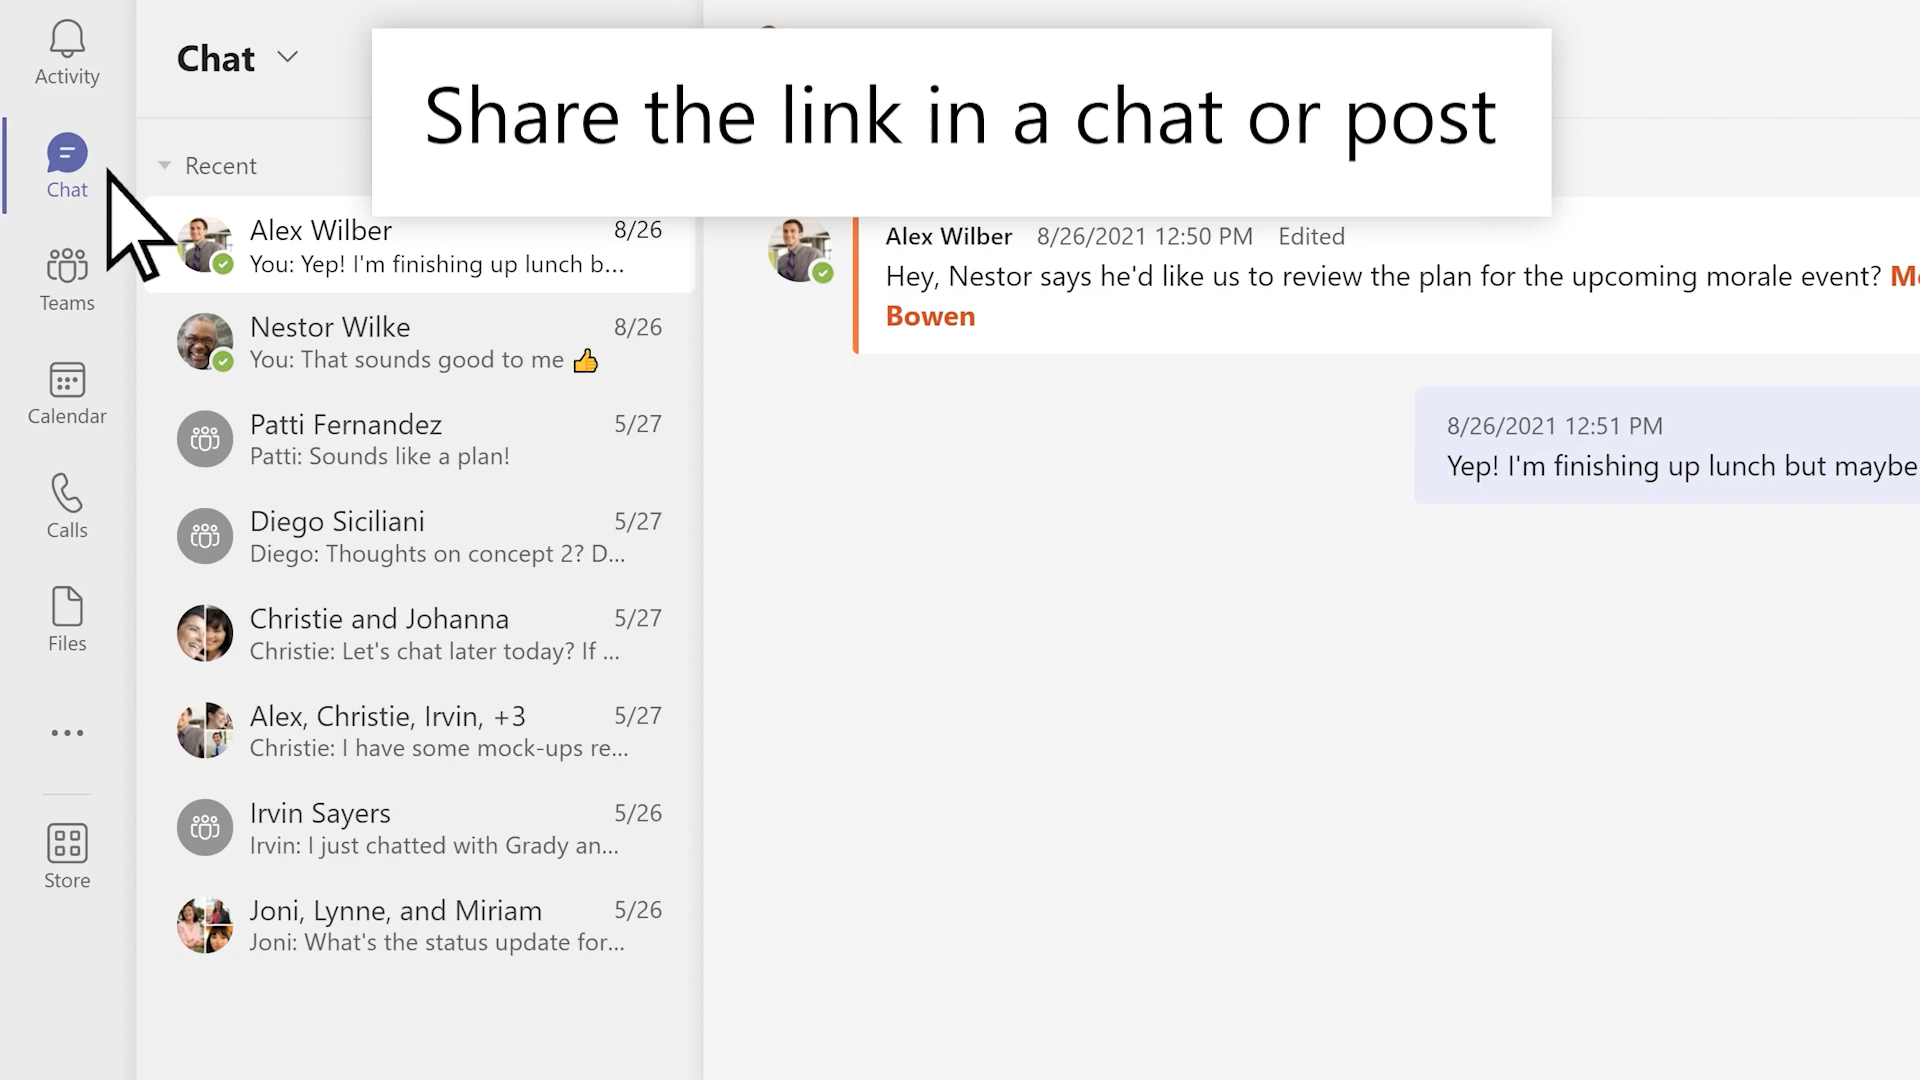 Activity
Chat
Teams
Calendar
Calls
Files
Store
Chat
Share the link in a chat or post
Recent
Alex Wilber 8/26
You: Yep! I'm finishing up lunch b...
Nestor Wilke 8/26
You: That sounds good to me 👍
Patti Fernandez 5/27
Patti: Sounds like a plan!
Diego Siciliani 5/27
Diego: Thoughts on concept 2? D...
Christie and Johanna 5/27
Christie: Let's chat later today? If ...
Alex, Christie, Irvin, +3 5/27
Christie: I have some mock-ups re...
Irvin Sayers 5/26
Irvin: I just chatted with Grady an...
Joni, Lynne, and Miriam 5/26
Joni: What's the status update for...
Alex Wilber 8/26/2021 12:50 PM Edited
Hey, Nestor says he'd like us to review the plan for the upcoming morale event?
Bowen
8/26/2021 12:51 PM
Yep! I'm finishing up lunch but maybe